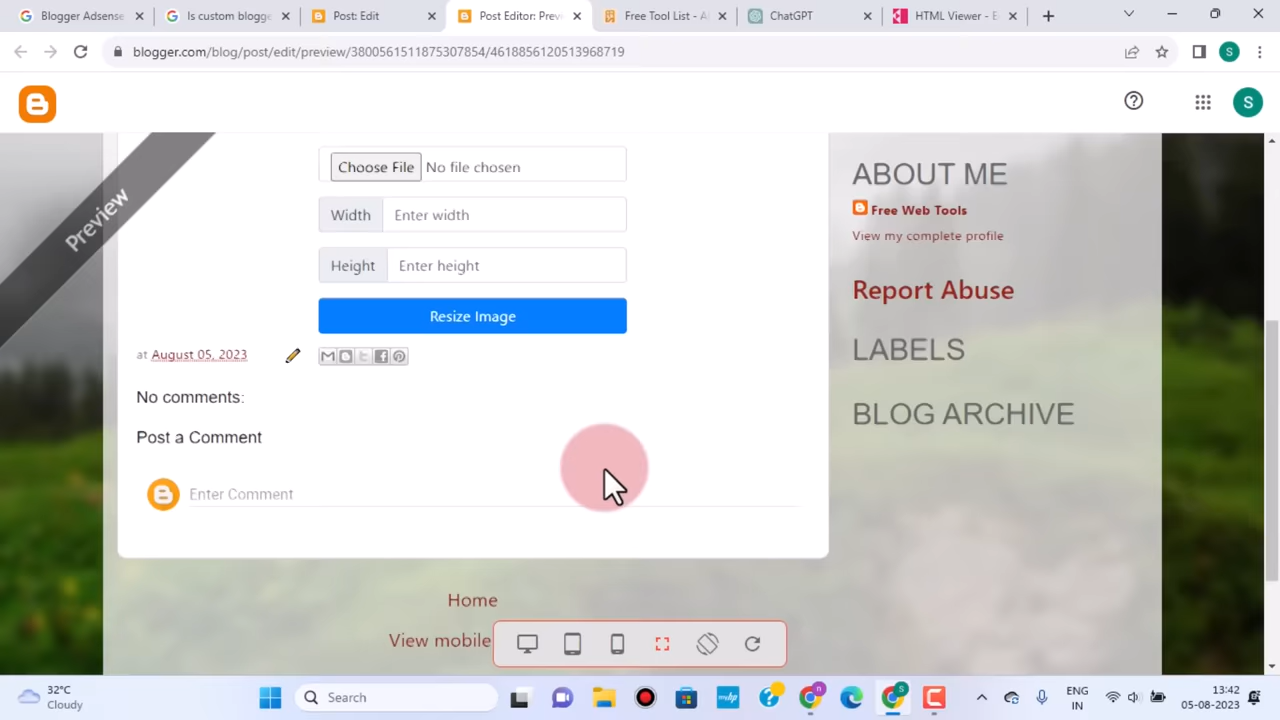 Blogger Adsense
Is custom blogge
Post: Edit
Post Editor: Prev
Free Tool List - A
ChatGPT
HTML Viewer - E
blogger.com/blog/post/edit/preview/3800561511875307854/4618856120513968719
S
S
Preview
Choose File No file chosen
Width Enter width
Height Enter height
Resize Image
at August 05, 2023
No comments:
Post a Comment
Enter Comment
Home
View mobile
ABOUT ME
Free Web Tools
View my complete profile
Report Abuse
LABELS
BLOG ARCHIVE
32°C
Cloudy
Search
ENG
IN
13:42
05-08-2023